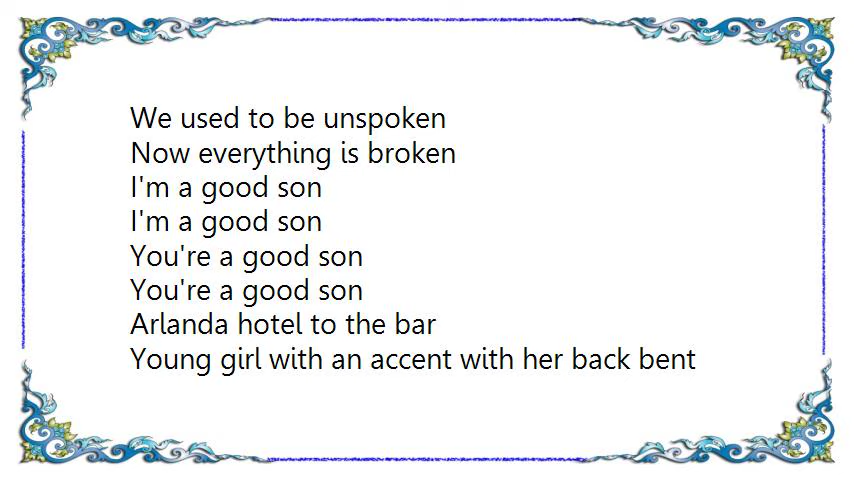 We used to be unspoken
Now everything is broken
I'm a good son
I'm a good son
You're a good son
You're a good son
Arlanda hotel to the bar
Young girl with an accent with her back bent